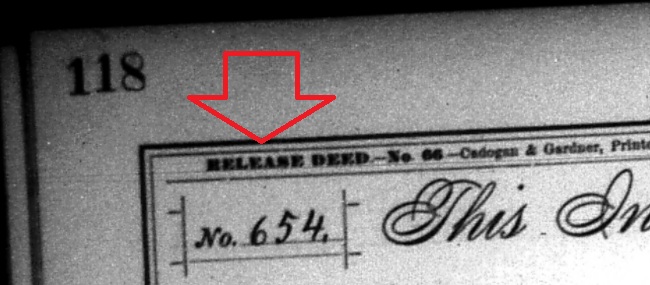 118
RELEASE DEED.—No. 66—Cadogan & Gardner, Printe
No. 654. This In